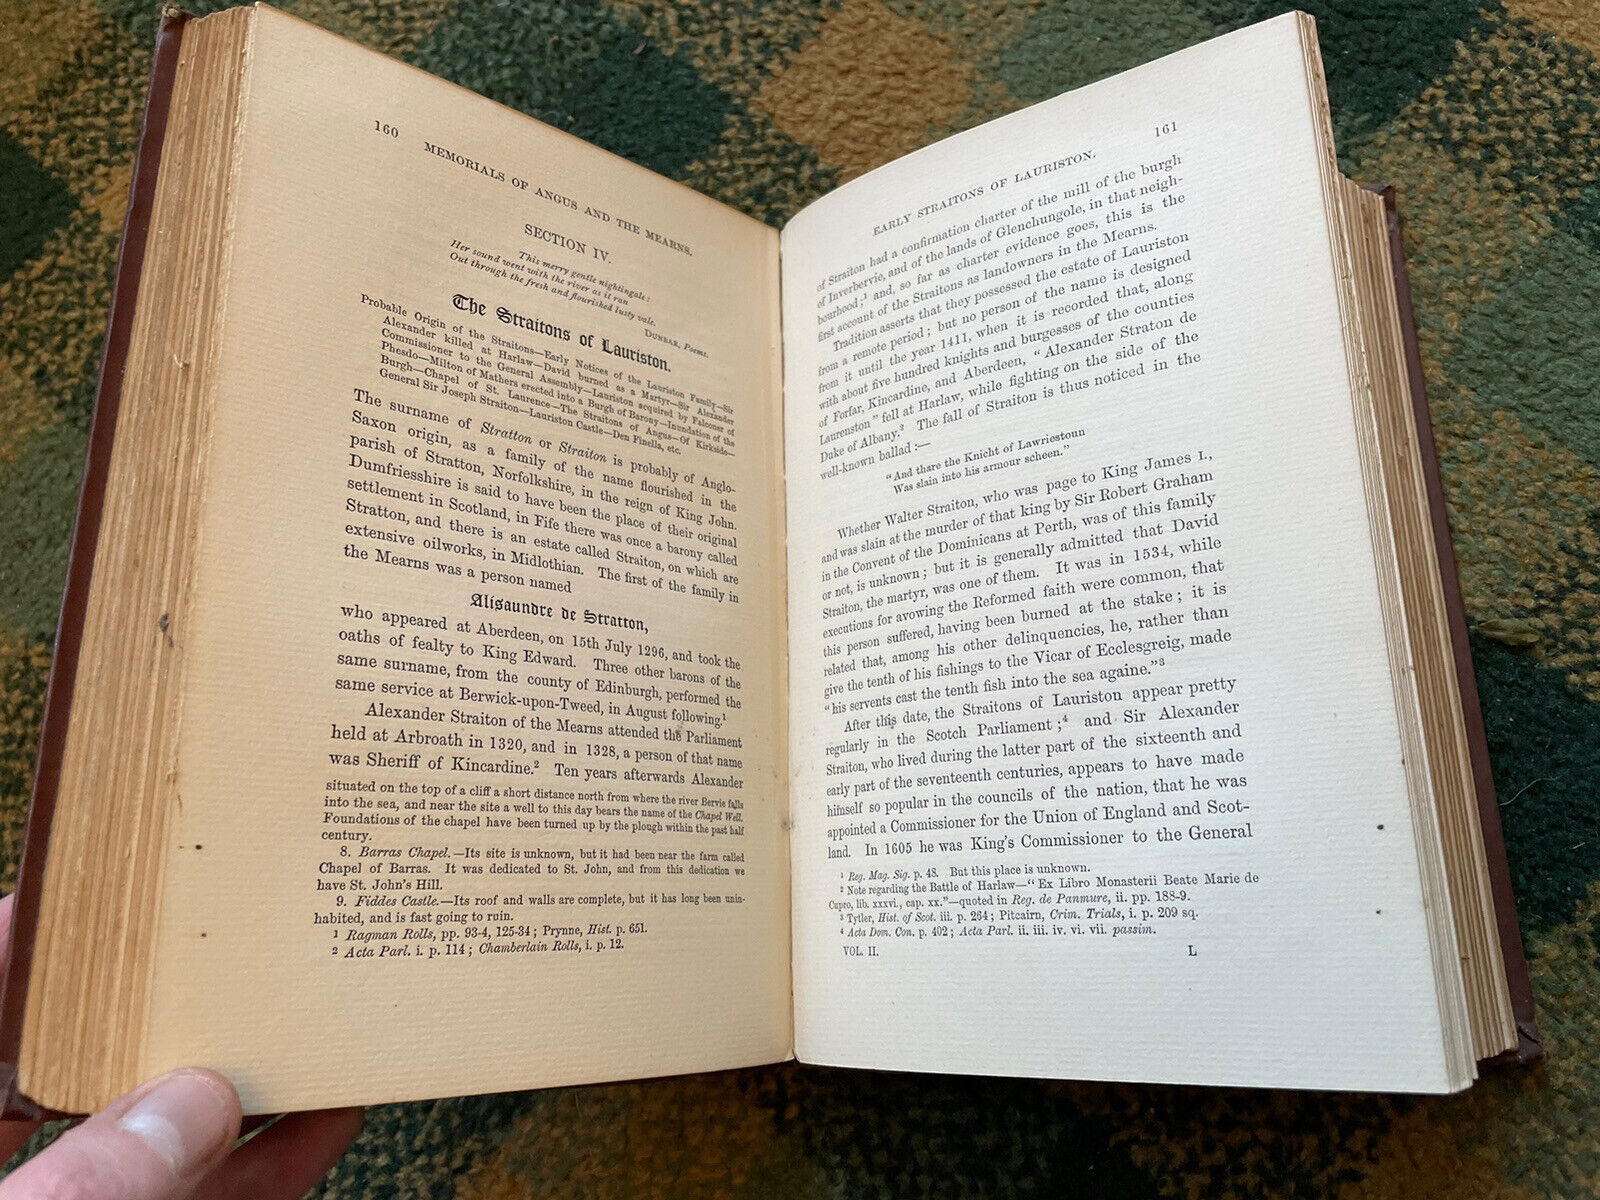 160
MEMORIALS OF ANGUS AND THE MEARNS.
SECTION IV.
This merry gentle nightingale:
Her sound went with the river as it ran
Out through the fresh and flourished lusty vale.
DUNBAR, Poems.
The Straitons of Lauriston.
Probable Origin of the Straitons—Early Notices of the Lauriston Family—Sir
Alexander killed at Harlaw—David burned as a Martyr—Sir Alexander
Commissioner to the General Assembly—Lauriston acquired by Falconer of
Phesdo—Milton of Mathers erected into a Burgh of Barony—Inundation of the
Burgh—Chapel of St. Laurence—The Straitons of Angus—Of Kirkside—
General Sir Joseph Straiton—Lauriston Castle—Den Finella, etc.
The surname of Stratton or Straiton is probably of Anglo-
Saxon origin, as a family of the name flourished in the
parish of Stratton, Norfolkshire, in the reign of King John.
Dumfriesshire is said to have been the place of their original
settlement in Scotland, in Fife there was once a barony called
Stratton, and there is an estate called Straiton, on which are
extensive oilworks, in Midlothian. The first of the family in
the Mearns was a person named
Alisaundre de Stratton,
who appeared at Aberdeen, on 15th July 1296, and took the
oaths of fealty to King Edward. Three other barons of the
same surname, from the county of Edinburgh, performed the
same service at Berwick-upon-Tweed, in August following.1
Alexander Straiton of the Mearns attended the Parliament
held at Arbroath in 1320, and in 1328, a person of that name
was Sheriff of Kincardine.2 Ten years afterwards Alexander
situated on the top of a cliff a short distance north from where the river Bervie falls
into the sea, and near the site a well to this day bears the name of the Chapel Well.
Foundations of the chapel have been turned up by the plough within the past half
century.
8. Barras Chapel.—Its site is unknown, but it had been near the farm called
Chapel of Barras. It was dedicated to St. John, and from this dedication we
have St. John's Hill.
9. Fiddes Castle.—Its roof and walls are complete, but it has long been unin-
habited, and is fast going to ruin.
1 Ragman Rolls, pp. 93-4, 125-34; Prynne, Hist. p. 651.
2 Acta Parl. i. p. 114; Chamberlain Rolls, i. p. 12.
161
EARLY STRAITONS OF LAURISTON.
of Straiton had a confirmation charter of the mill of the burgh
of Inverbervie, and of the lands of Glenchungole, in that neigh-
bourhood;1 and, so far as charter evidence goes, this is the
first account of the Straitons as landowners in the Mearns.
Tradition asserts that they possessed the estate of Lauriston
from a remote period; but no person of the name is designed
from it until the year 1411, when it is recorded that, along
with about five hundred knights and burgesses of the counties
of Forfar, Kincardine, and Aberdeen, "Alexander Straton de
Laurenston" fell at Harlaw, while fighting on the side of the
Duke of Albany.2 The fall of Straiton is thus noticed in the
well-known ballad:—
"And thare the Knicht of Lawriestoun
Was slain into his armour scheen."
Whether Walter Straiton, who was page to King James I.,
and was slain at the murder of that king by Sir Robert Graham
in the Convent of the Dominicans at Perth, was of this family
or not, is unknown; but it is generally admitted that David
Straiton, the martyr, was one of them. It was in 1534, while
executions for avowing the Reformed faith were common, that
this person suffered, having been burned at the stake; it is
related that, among his other delinquencies, he, rather than
give the tenth of his fishings to the Vicar of Ecclesgreig, made
"his servents cast the tenth fish into the sea againe."3
After this date, the Straitons of Lauriston appear pretty
regularly in the Scotch Parliament;4 and Sir Alexander
Straiton, who lived during the latter part of the sixteenth and
early part of the seventeenth centuries, appears to have made
himself so popular in the councils of the nation, that he was
appointed a Commissioner for the Union of England and Scot-
land. In 1605 he was King's Commissioner to the General
1 Reg. Mag. Sig. p. 48. But this place is unknown.
2 Note regarding the Battle of Harlaw—"Ex Libro Monasterii Beate Marie de
Cupro, lib. xxxvi., cap. xx."—quoted in Reg. de Panmure, ii. pp. 188-9.
3 Tytler, Hist. of Scot. iii. p. 264; Pitcairn, Crim. Trials, i. p. 209 sq.
4 Acta Dom. Con. p. 402; Acta Parl. ii. iii. iv. vi. vii. passim.
VOL. II. L